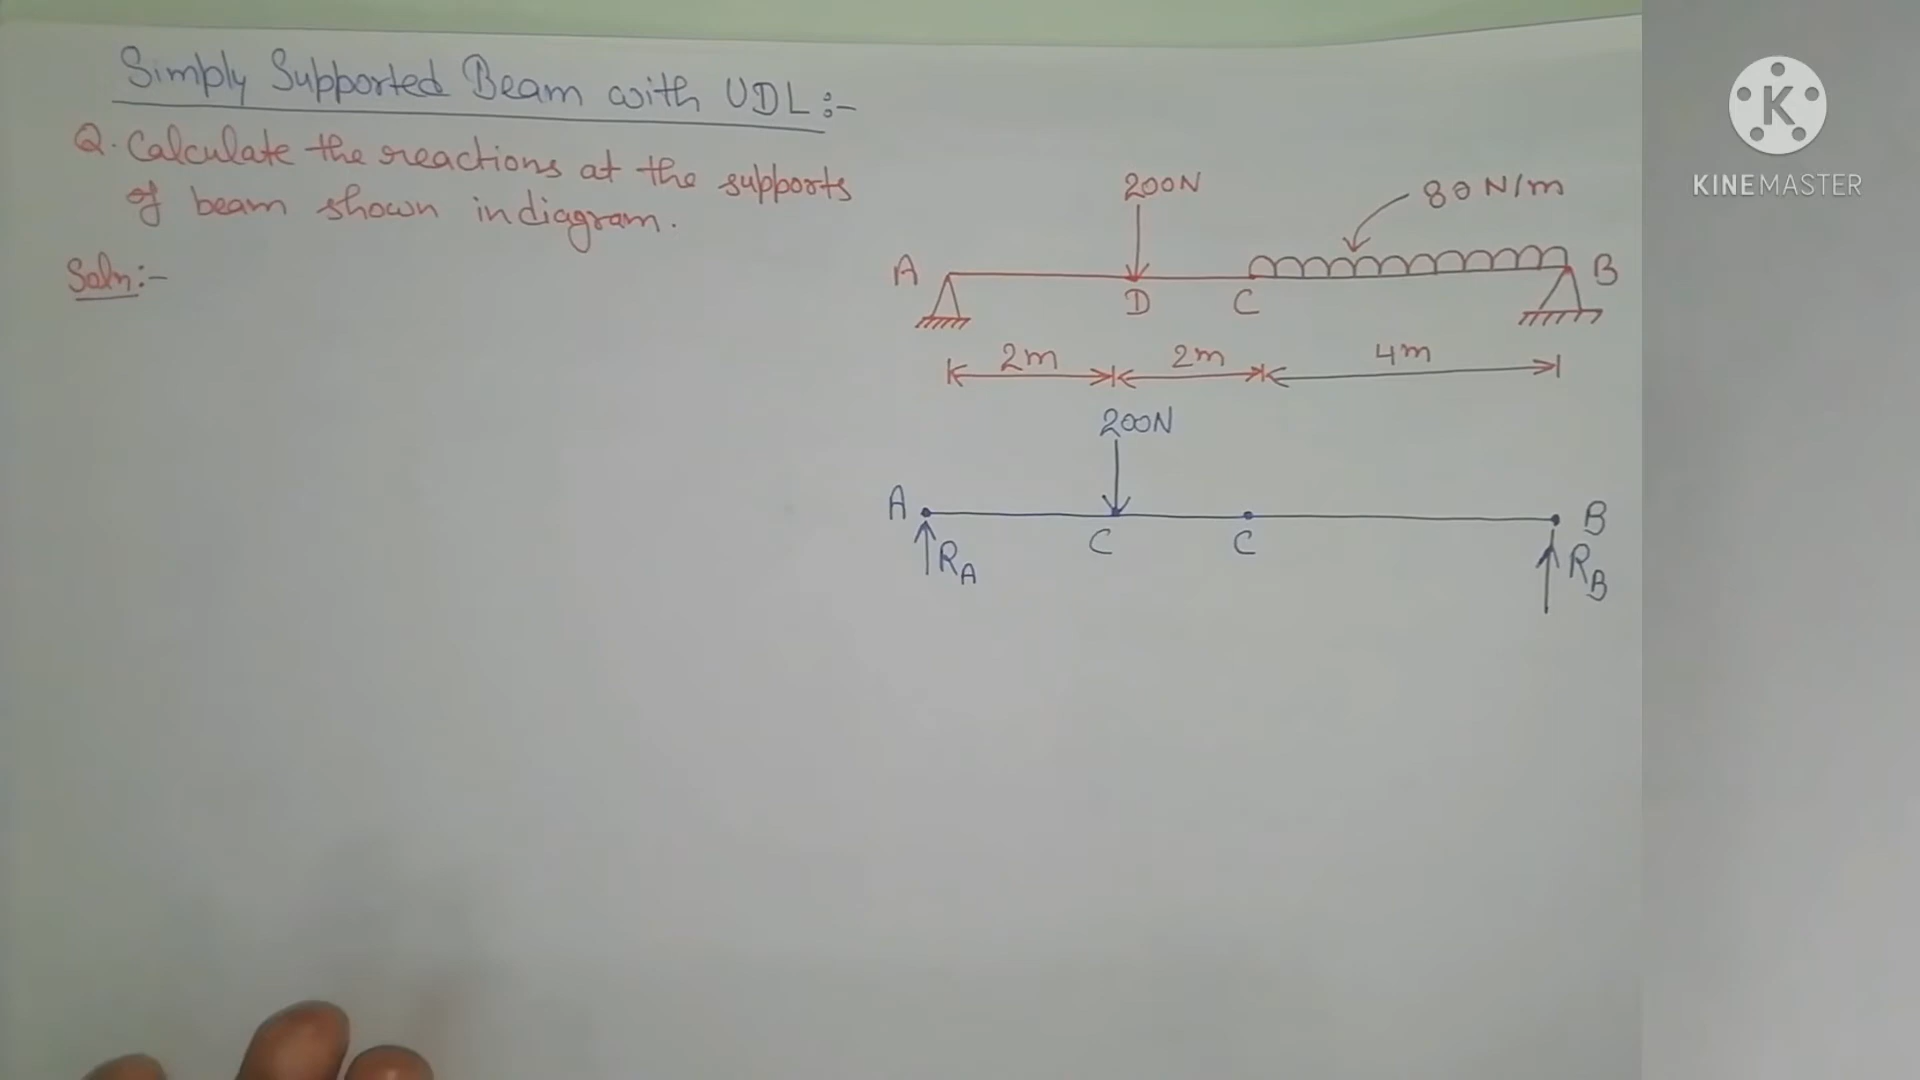 Simply Supported Beam with UDL:-
Q. Calculate the reactions at the supports
of beam shown in diagram.
Soln:-
200N
80 N/m
A
B
D
C
2m
2m
4m
200N
A
B
C
C
RA
RB
K
KINEMASTER